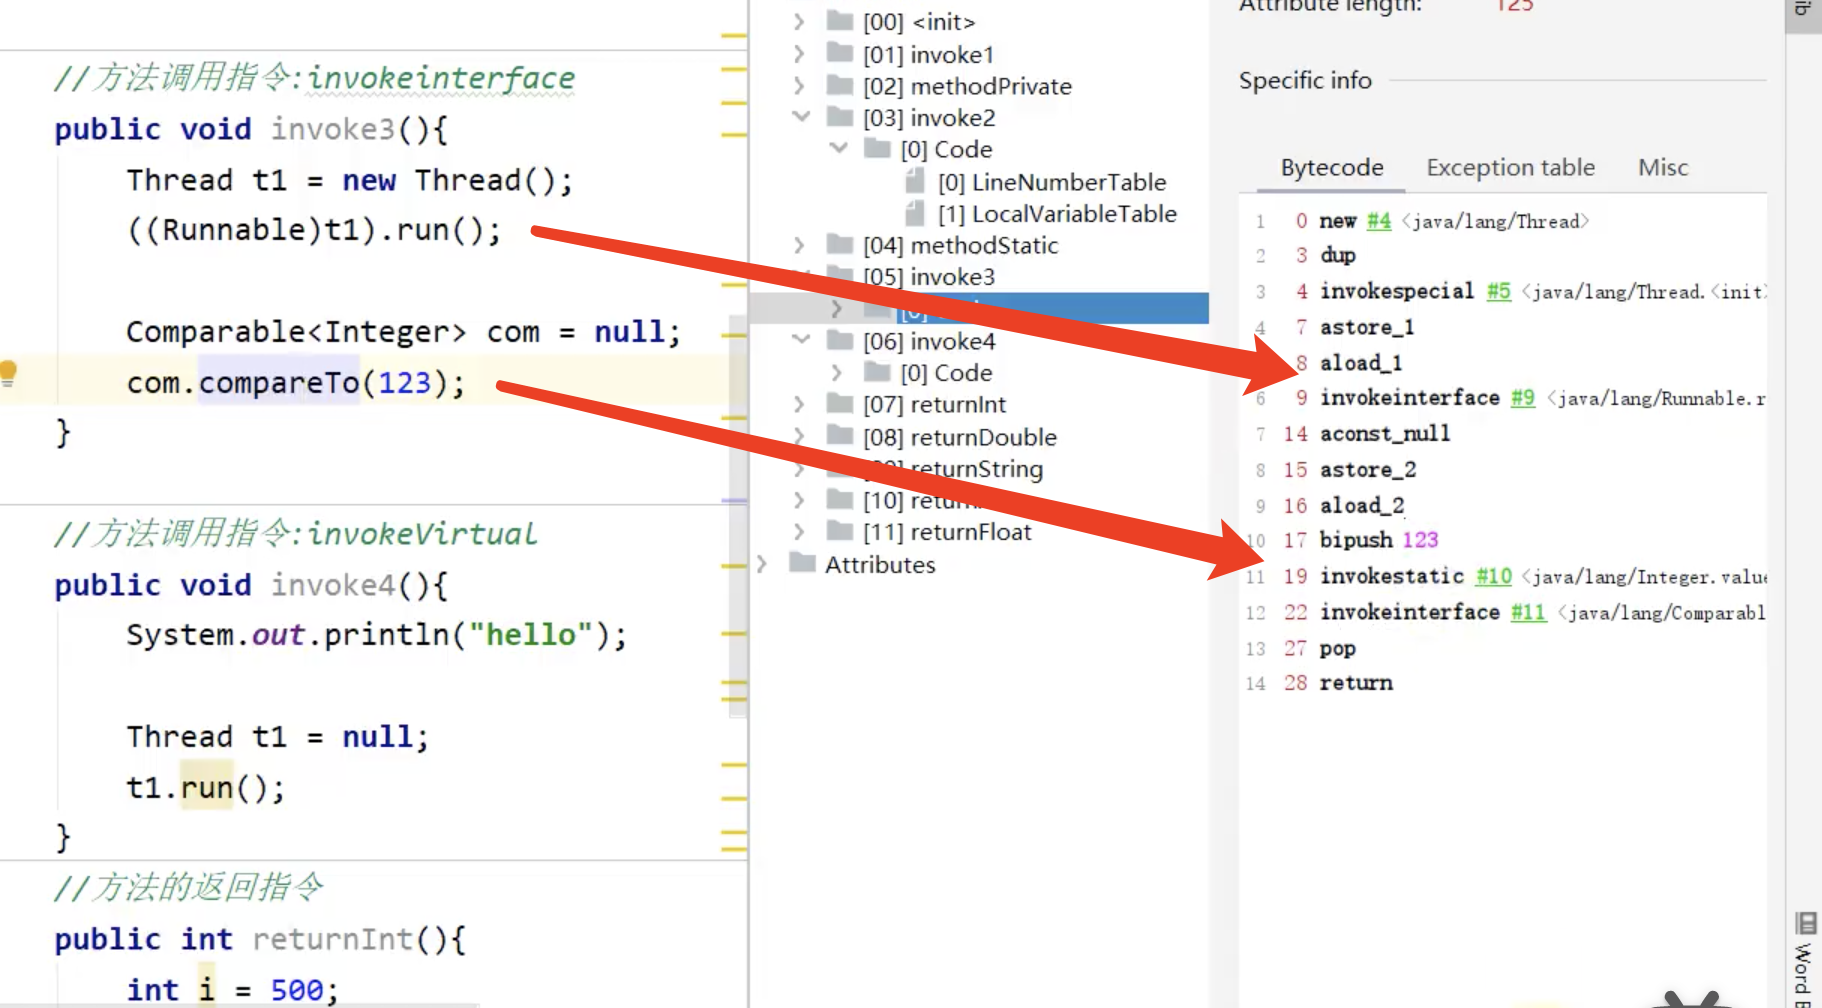 //方法调用指令:invokeinterface
public void invoke3(){
Thread t1 = new Thread();
((Runnable)t1).run();
Comparable<Integer> com = null;
com.compareTo(123);
}
//方法调用指令:invokeVirtual
public void invoke4(){
System.out.println("hello");
Thread t1 = null;
t1.run();
}
//方法的返回指令
public int returnInt(){
int i = 500;
[00] <init>
[01] invoke1
[02] methodPrivate
[03] invoke2
[0] Code
[0] LineNumberTable
[1] LocalVariableTable
[04] methodStatic
[05] invoke3
[06] invoke4
[0] Code
[07] returnInt
[08] returnDouble
returnString
[10]
[11] returnFloat
Attributes
Attribute length: 125
Specific info
Bytecode Exception table Misc
1 0 new #4 <java/lang/Thread>
2 3 dup
3 4 invokespecial #5 <java/lang/Thread.<init>
4 7 astore_1
8 aload_1
6 9 invokeinterface #9 <java/lang/Runnable.r
7 14 aconst_null
8 15 astore_2
9 16 aload_2
10 17 bipush 123
11 19 invokestatic #10 <java/lang/Integer.value
12 22 invokeinterface #11 <java/lang/Comparabl
13 27 pop
14 28 return
Word